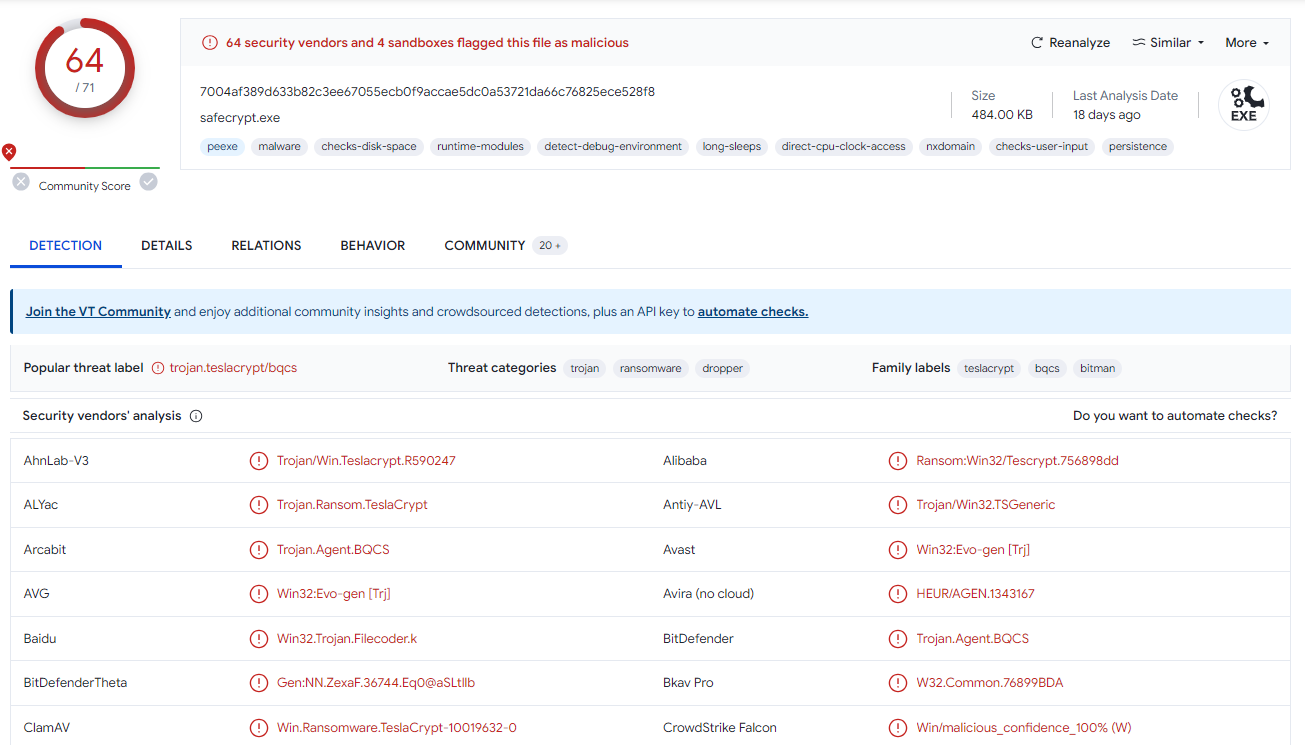 64
/ 71
Community Score
64 security vendors and 4 sandboxes flagged this file as malicious
Reanalyze Similar More
7004af389d633b82c3ee67055ecb0f9accae5dc0a53721da66c76825ece528f8
safecrypt.exe
Size
484.00 KB
Last Analysis Date
18 days ago
EXE
peexe malware checks-disk-space runtime-modules detect-debug-environment long-sleeps direct-cpu-clock-access nxdomain checks-user-input persistence
DETECTION DETAILS RELATIONS BEHAVIOR COMMUNITY 20 +
Join the VT Community and enjoy additional community insights and crowdsourced detections, plus an API key to automate checks.
Popular threat label trojan.teslacrypt/bqcs Threat categories trojan ransomware dropper Family labels teslacrypt bqcs bitman
Security vendors' analysis Do you want to automate checks?
AhnLab-V3 Trojan/Win.Teslacrypt.R590247 Alibaba Ransom:Win32/Tescrypt.756898dd
ALYac Trojan.Ransom.TeslaCrypt Antiy-AVL Trojan/Win32.TSGeneric
Arcabit Trojan.Agent.BQCS Avast Win32:Evo-gen [Trj]
AVG Win32:Evo-gen [Trj] Avira (no cloud) HEUR/AGEN.1343167
Baidu Win32.Trojan.Filecoder.k BitDefender Trojan.Agent.BQCS
BitDefenderTheta Gen:NN.ZexaF.36744.Eq0@aSLtIlb Bkav Pro W32.Common.76899BDA
ClamAV Win.Ransomware.TeslaCrypt-10019632-0 CrowdStrike Falcon Win/malicious_confidence_100% (W)